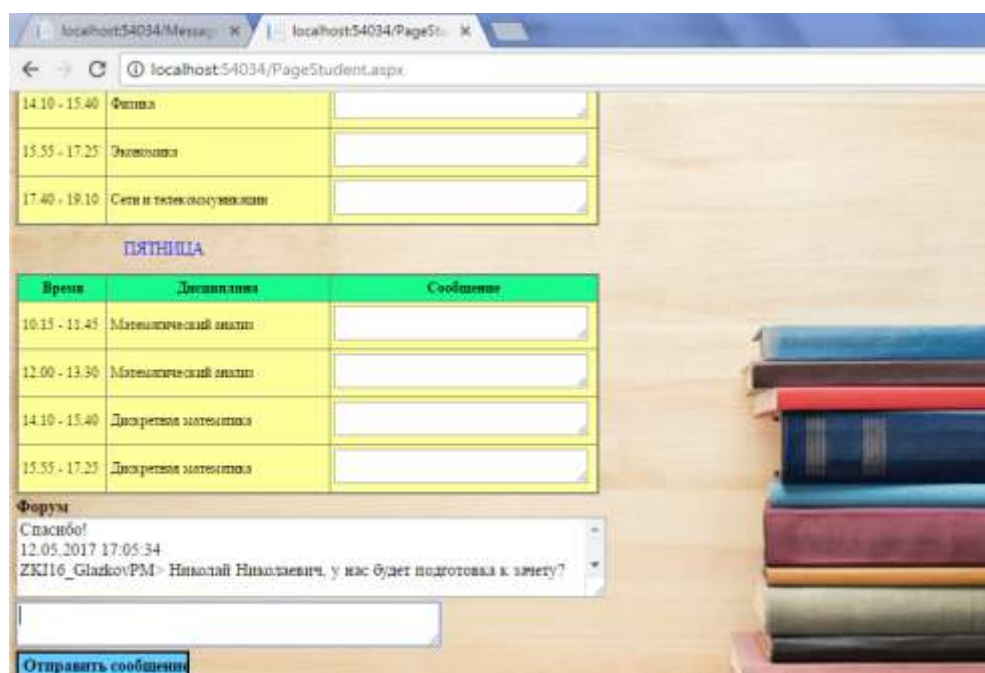 localhost:54034/Messag
localhost:54034/PageSt
localhost:54034/PageStudent.aspx
14.10 - 15.40 Физика
15.55 - 17.25 Экономика
17.40 - 19.10 Сети и телекоммуникации
ПЯТНИЦА
Время Дисциплина Сообщение
10.15 - 11.45 Математический анализ
12.00 - 13.30 Математический анализ
14.10 - 15.40 Дискретная математика
15.55 - 17.25 Дискретная математика
Форум
Спасибо!
12.05.2017 17:05:34
ZKI16_GlazkovPM> Николай Николаевич, у нас будет подготовка к зачету?
Отправить сообщение